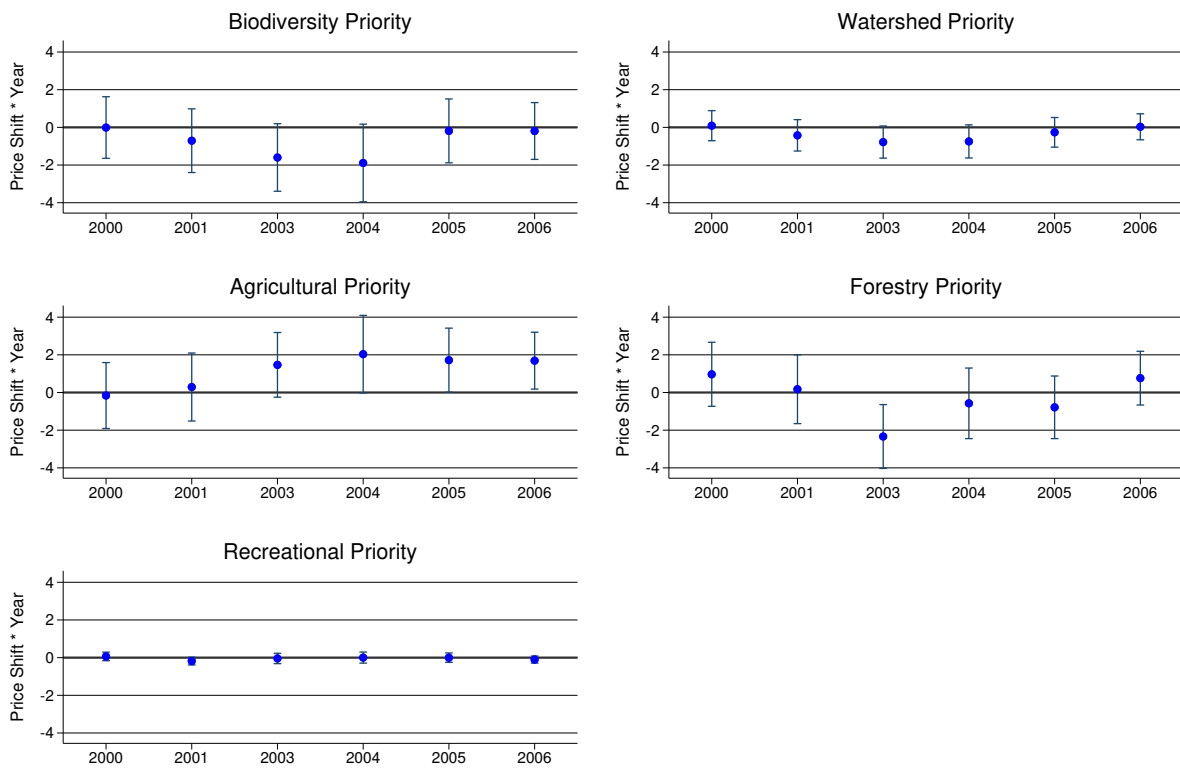 Biodiversity Priority
Price Shift * Year
4
2
0
-2
-4
2000 2001 2003 2004 2005 2006
Watershed Priority
Price Shift * Year
4
2
0
-2
-4
2000 2001 2003 2004 2005 2006
Agricultural Priority
Price Shift * Year
4
2
0
-2
-4
2000 2001 2003 2004 2005 2006
Forestry Priority
Price Shift * Year
4
2
0
-2
-4
2000 2001 2003 2004 2005 2006
Recreational Priority
Price Shift * Year
4
2
0
-2
-4
2000 2001 2003 2004 2005 2006